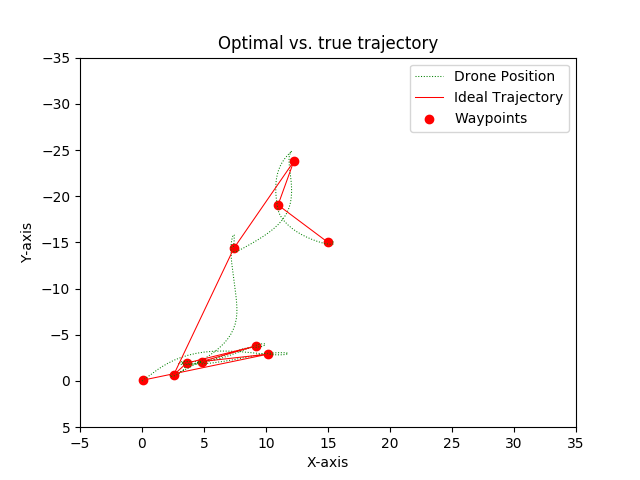 Optimal vs. true trajectory
Drone Position
Ideal Trajectory
Waypoints
Y-axis
−35
−30
−25
−20
−15
−10
−5
0
5
−5 0 5 10 15 20 25 30 35
X-axis